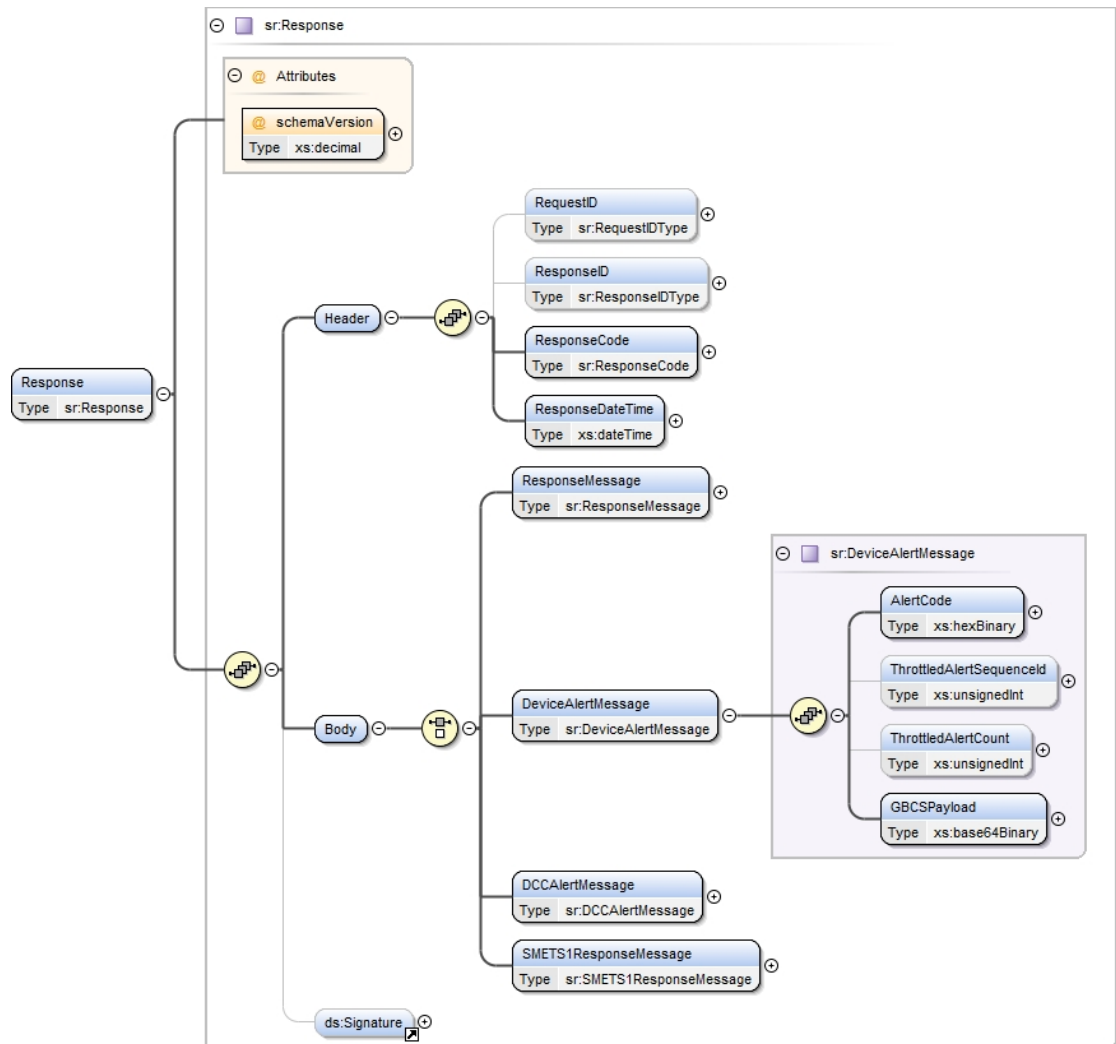 sr:Response
@ Attributes
@ schemaVersion
Type xs:decimal
RequestID
Type sr:RequestIDType
ResponseID
Type sr:ResponseIDType
Header
ResponseCode
Type sr:ResponseCode
Response
Type sr:Response
ResponseDateTime
Type xs:dateTime
ResponseMessage
Type sr:ResponseMessage
sr:DeviceAlertMessage
AlertCode
Type xs:hexBinary
ThrottledAlertSequenceId
Type xs:unsignedInt
DeviceAlertMessage
Type sr:DeviceAlertMessage
Body
ThrottledAlertCount
Type xs:unsignedInt
GBCSPayload
Type xs:base64Binary
DCCAlertMessage
Type sr:DCCAlertMessage
SMETS1ResponseMessage
Type sr:SMETS1ResponseMessage
ds:Signature